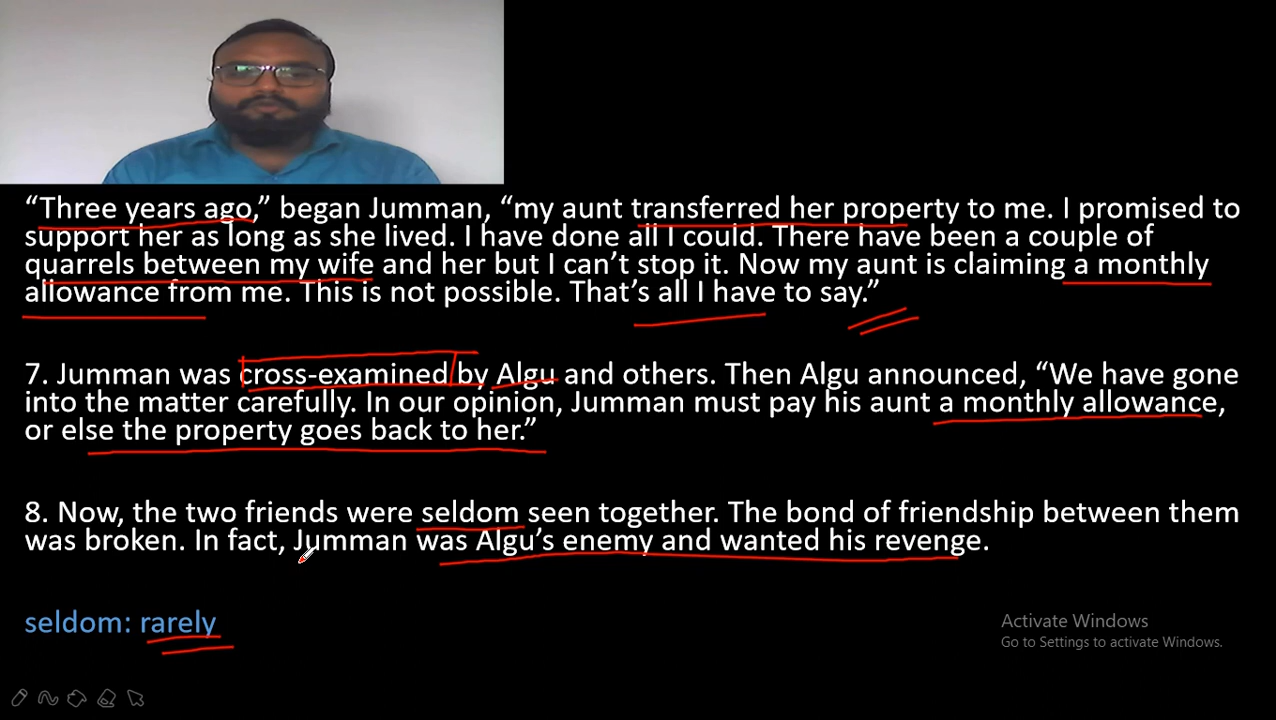 “Three years ago,” began Jumman, “my aunt transferred her property to me. I promised to
support her as long as she lived. I have done all I could. There have been a couple of
quarrels between my wife and her but I can’t stop it. Now my aunt is claiming a monthly
allowance from me. This is not possible. That’s all I have to say.”
7. Jumman was cross-examined by Algu and others. Then Algu announced, “We have gone
into the matter carefully. In our opinion, Jumman must pay his aunt a monthly allowance,
or else the property goes back to her.”
8. Now, the two friends were seldom seen together. The bond of friendship between them
was broken. In fact, Jumman was Algu’s enemy and wanted his revenge.
seldom: rarely
Activate Windows
Go to Settings to activate Windows.